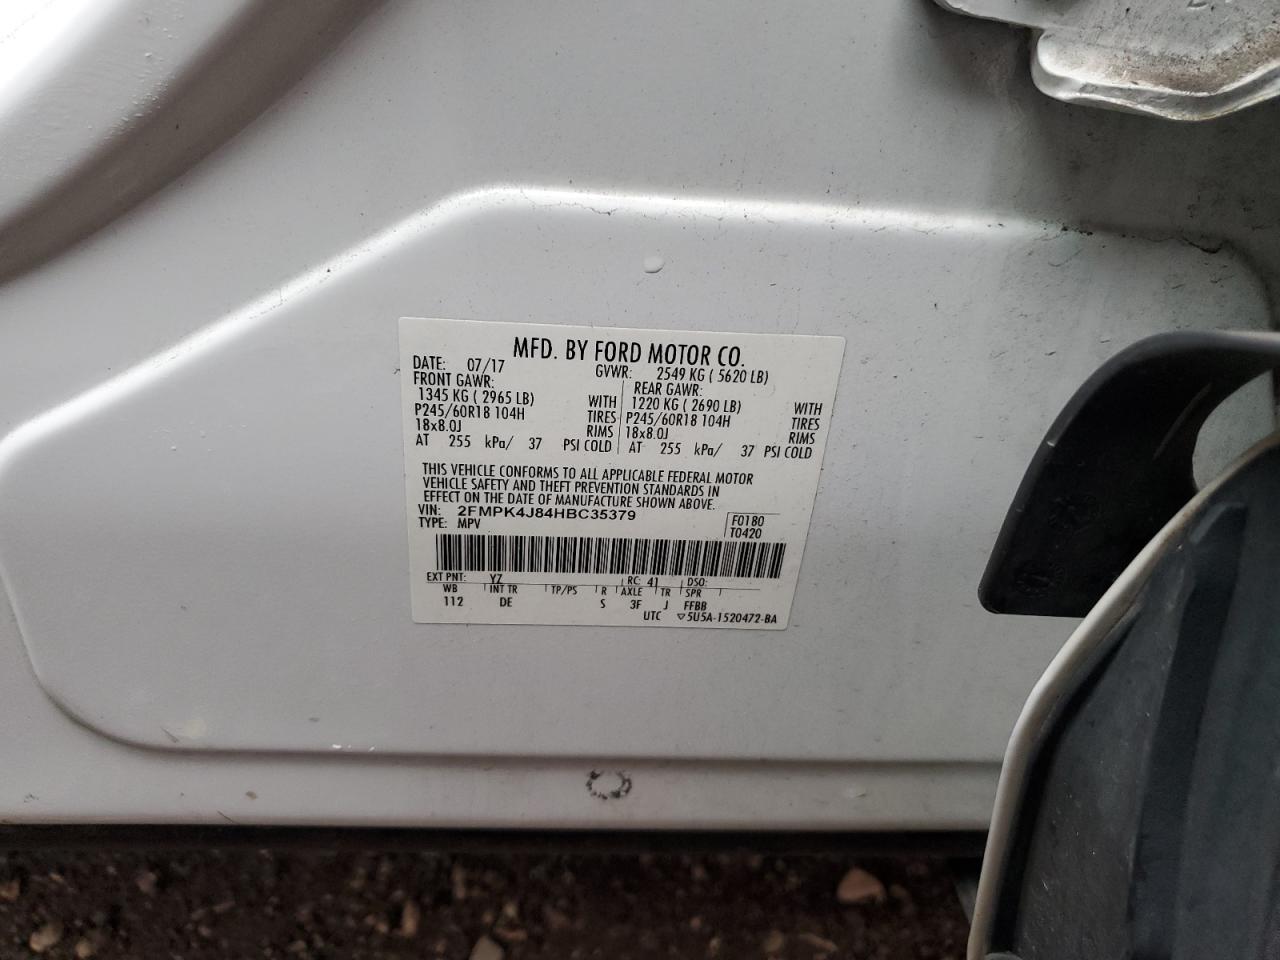 MFD. BY FORD MOTOR CO.
DATE: 07/17 GVWR: 2549 KG ( 5620 LB)
FRONT GAWR: REAR GAWR:
1345 KG ( 2965 LB) WITH 1220 KG ( 2690 LB) WITH
P245/60R18 104H TIRES P245/60R18 104H TIRES
18x8.0J RIMS 18x8.0J RIMS
AT 255 kPa/ 37 PSI COLD AT 255 kPa/ 37 PSI COLD
THIS VEHICLE CONFORMS TO ALL APPLICABLE FEDERAL MOTOR
VEHICLE SAFETY AND THEFT PREVENTION STANDARDS IN
EFFECT ON THE DATE OF MANUFACTURE SHOWN ABOVE.
VIN: 2FMPK4J84HBC35379 F0180
TYPE: MPV T0420
EXT PNT: YZ RC: 41 DSO:
WB INT TR TP/PS R AXLE TR SPR
112 DE S 3F J FFBB
UTC ▽5U5A-1520472-BA